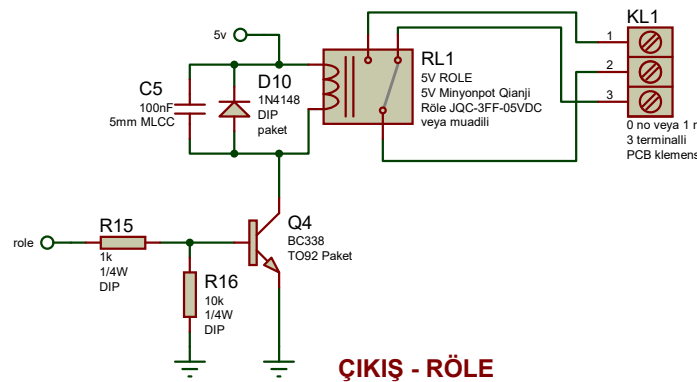 5v
C5
100nF
5mm MLCC
D10
1N4148
DIP
paket
RL1
5V ROLE
5V Minyonpot Qianji
Röle JQC-3FF-05VDC
veya muadili
KL1
1
2
3
0 no veya 1 n
3 terminalli
PCB klemens
role
R15
1k
1/4W
DIP
R16
10k
1/4W
DIP
Q4
BC338
TO92 Paket
ÇIKIŞ - RÖLE